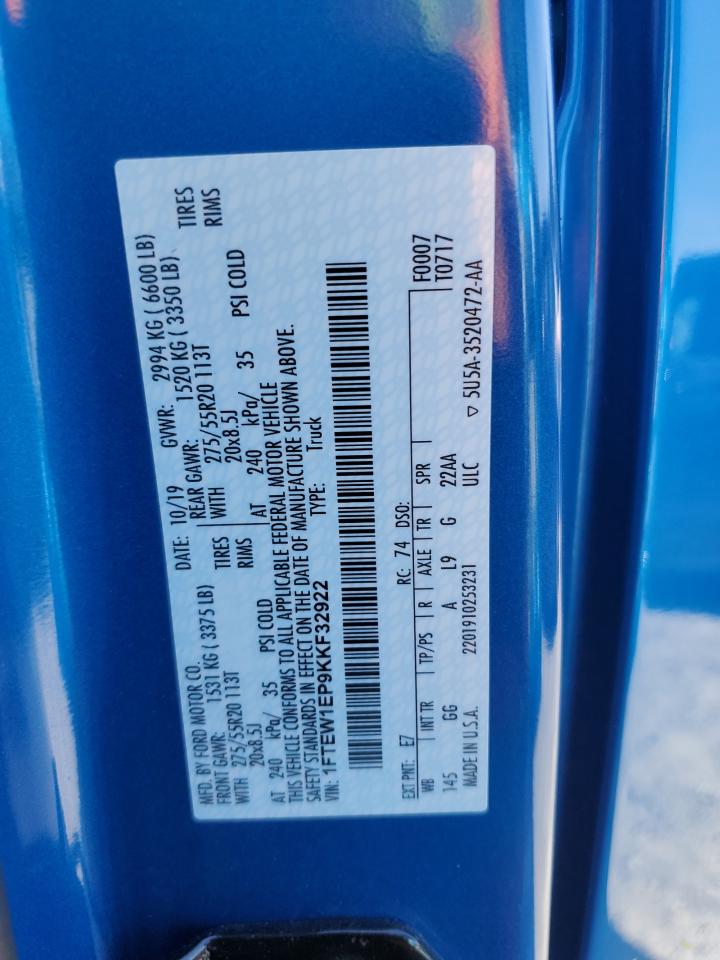 MFD. BY FORD MOTOR CO.
DATE: 10/19 GVWR: 2994 KG ( 6600 LB)
FRONT GAWR: 1531 KG ( 3375 LB) REAR GAWR: 1520 KG ( 3350 LB)
WITH 275/55R20 113T TIRES WITH 275/55R20 113T TIRES
20x8.5J RIMS 20x8.5J RIMS
AT 240 kPa/ 35 PSI COLD AT 240 kPa/ 35 PSI COLD
THIS VEHICLE CONFORMS TO ALL APPLICABLE FEDERAL MOTOR VEHICLE
SAFETY STANDARDS IN EFFECT ON THE DATE OF MANUFACTURE SHOWN ABOVE.
VIN: 1FTEW1EP9KKF32922 TYPE: Truck
EXT PNT: E7 RC: 74 DSO: F0007
WB INT TR TP/PS R AXLE TR SPR T0717
145 GG A L9 G 22AA
MADE IN U.S.A. 2201910253231 ULC ▽ 5U5A-3520472-AA